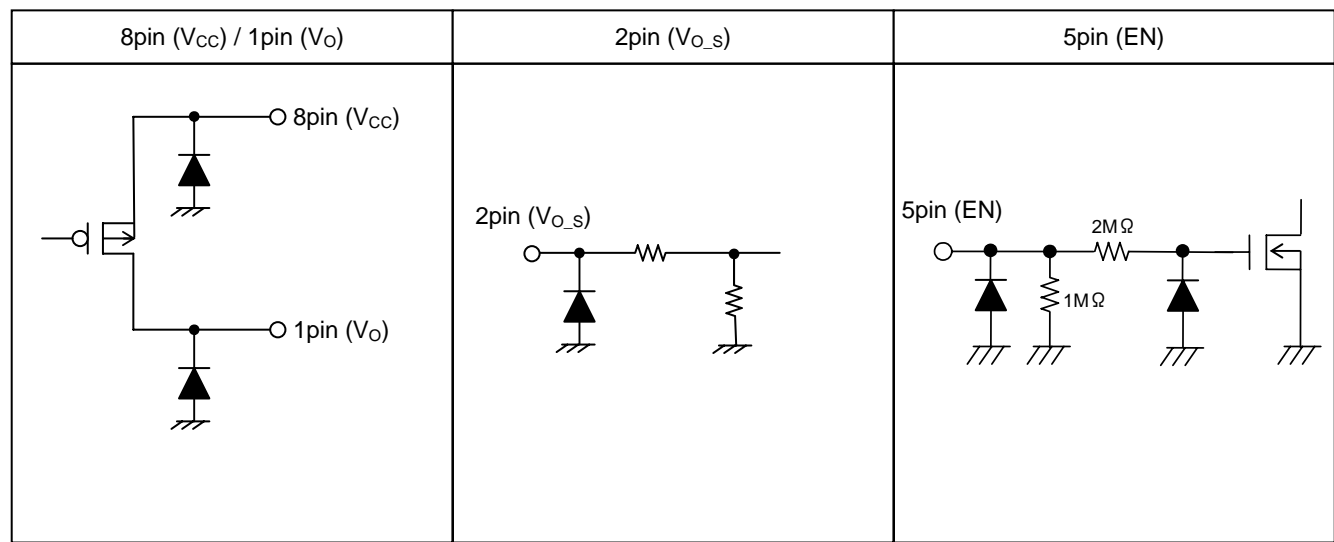 8pin (VCC) / 1pin (VO)
2pin (VO_S)
5pin (EN)
8pin (VCC)
1pin (VO)
2pin (VO_S)
5pin (EN)
2MΩ
1MΩ